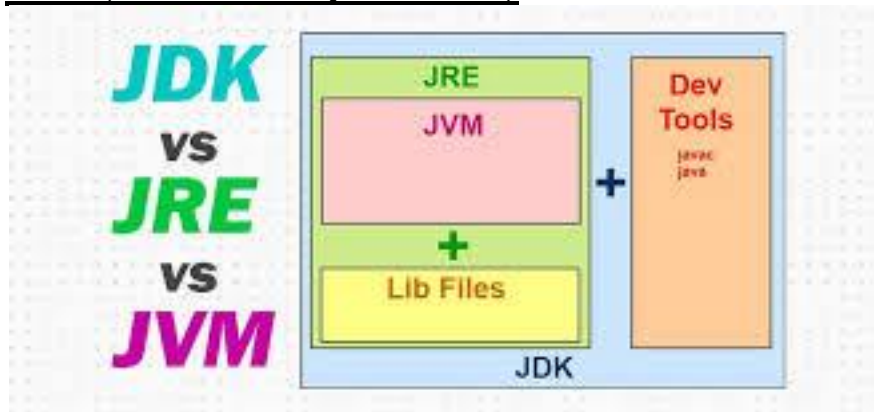 JDK
vs
JRE
vs
JVM
JRE
JVM
+
Lib Files
+
Dev
Tools
javac
java
JDK